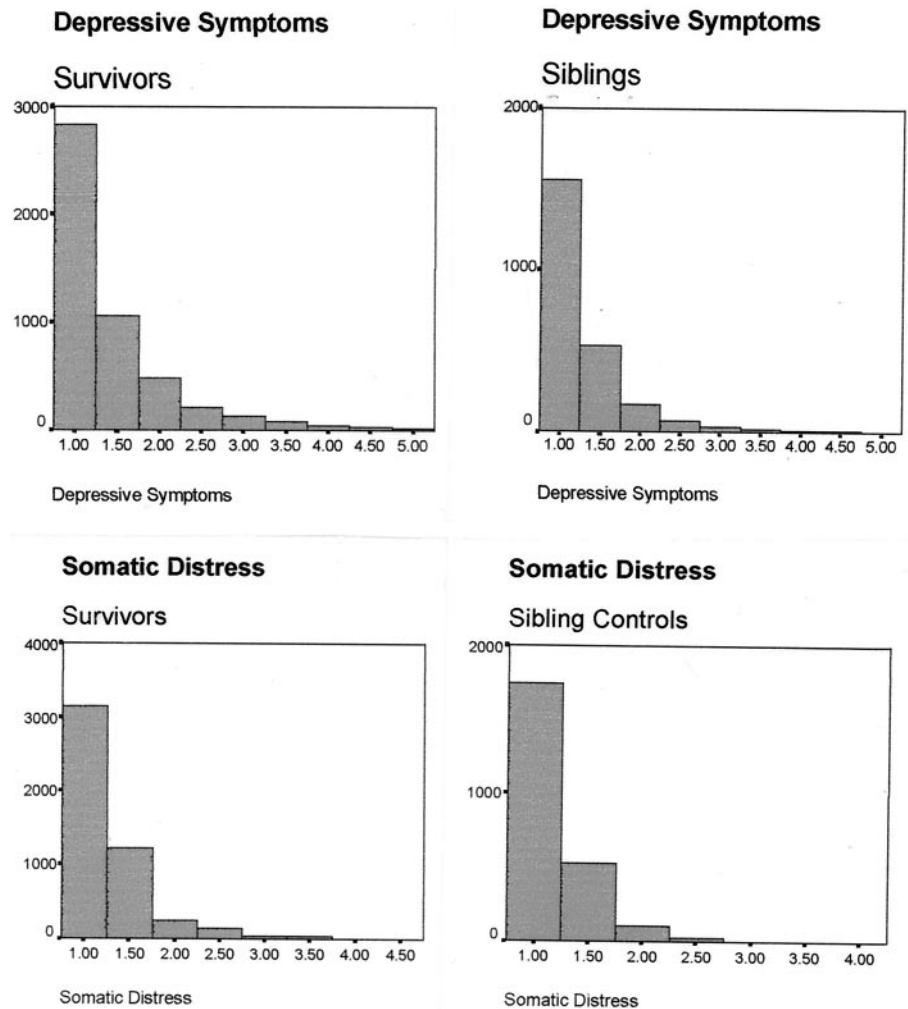 Depressive Symptoms
Survivors
3000
2000
1000
0
1.00 1.50 2.00 2.50 3.00 3.50 4.00 4.50 5.00
Depressive Symptoms
Depressive Symptoms
Siblings
2000
1000
0
1.00 1.50 2.00 2.50 3.00 3.50 4.00 4.50 5.00
Depressive Symptoms
Somatic Distress
Survivors
4000
3000
2000
1000
0
1.00 1.50 2.00 2.50 3.00 3.50 4.00 4.50
Somatic Distress
Somatic Distress
Sibling Controls
2000
1000
0
1.00 1.50 2.00 2.50 3.00 3.50 4.00
Somatic Distress